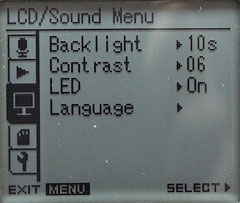 LCD/Sound Menu
Backlight ▸10s
Contrast ▸06
LED ▸On
Language ▸
EXIT MENU SELECT▸